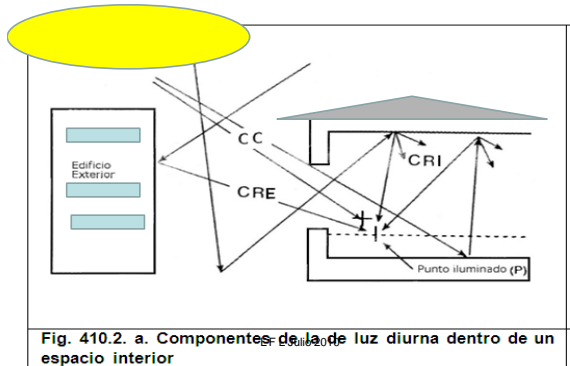 CC
Edificio
Exterior
CRI
CRE
Punto iluminado (P)
Fig. 410.2. a. Componentes de la de luz diurna dentro de un
espacio interior